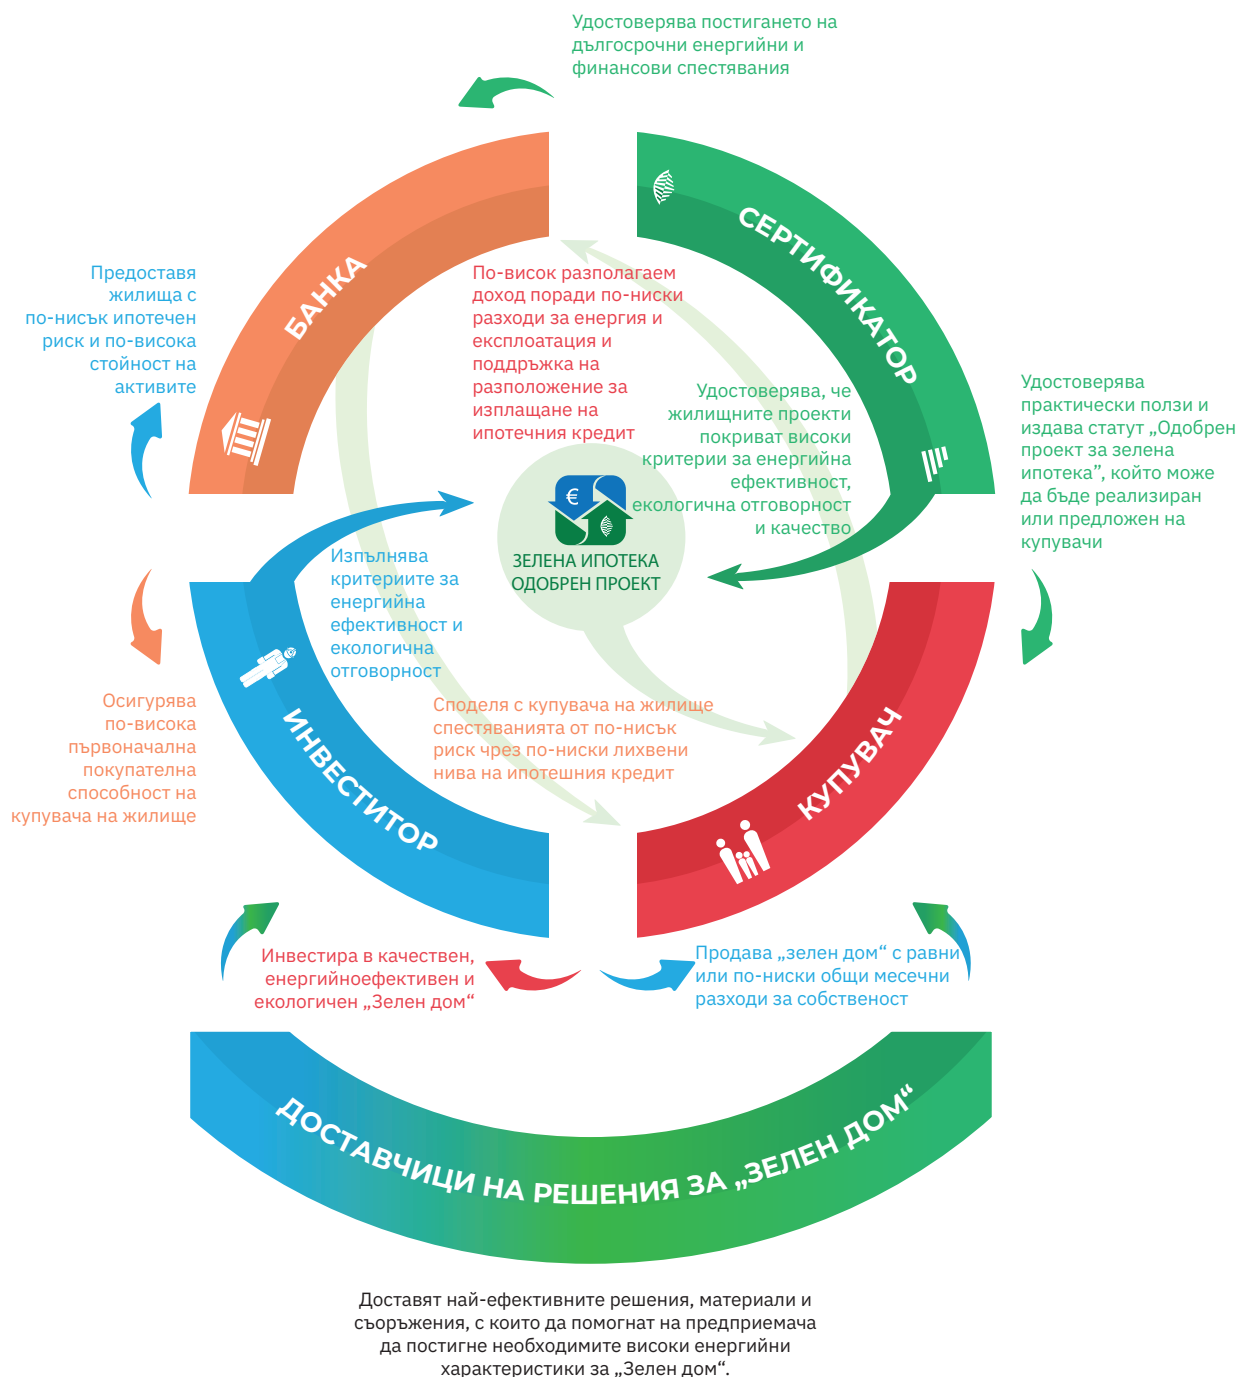 Удостоверява постигането на
дългосрочни енергийни и
финансови спестявания
БАНКА
СЕРТИФИКАТОР
Предоставя
жилища с
по-нисък ипотечен
риск и по-висока
стойност на
активите
По-висок разполагаем
доход поради по-ниски
разходи за енергия и
експлоатация и
поддръжка на
разположение за
изплащане на
ипотечния кредит
Удостоверява, че
жилищните проекти
покриват високи
критерии за енергийна
ефективност,
екологична отговорност
и качество
Удостоверява
практически ползи и
издава статут „Одобрен
проект за зелена
ипотека”, който може
да бъде реализиран
или предложен на
купувачи
€
ЗЕЛЕНА ИПОТЕКА
ОДОБРЕН ПРОЕКТ
Изпълнява
критериите за
енергийна
ефективност и
екологична
отговорност
Осигурява
по-висока
първоначална
покупателна
способност на
купувача на жилище
Споделя с купувача на жилище
спестяванията от по-нисък
риск чрез по-ниски лихвени
нива на ипотешния кредит
ИНВЕСТИТОР
КУПУВАЧ
Инвестира в качествен,
енергийноефективен и
екологичен „Зелен дом“
Продава „зелен дом“ с равни
или по-ниски общи месечни
разходи за собственост
ДОСТАВЧИЦИ НА РЕШЕНИЯ ЗА „ЗЕЛЕН ДОМ“
Доставят най-ефективните решения, материали и
съоръжения, с които да помогнат на предприемача
да постигне необходимите високи енергийни
характеристики за „Зелен дом“.